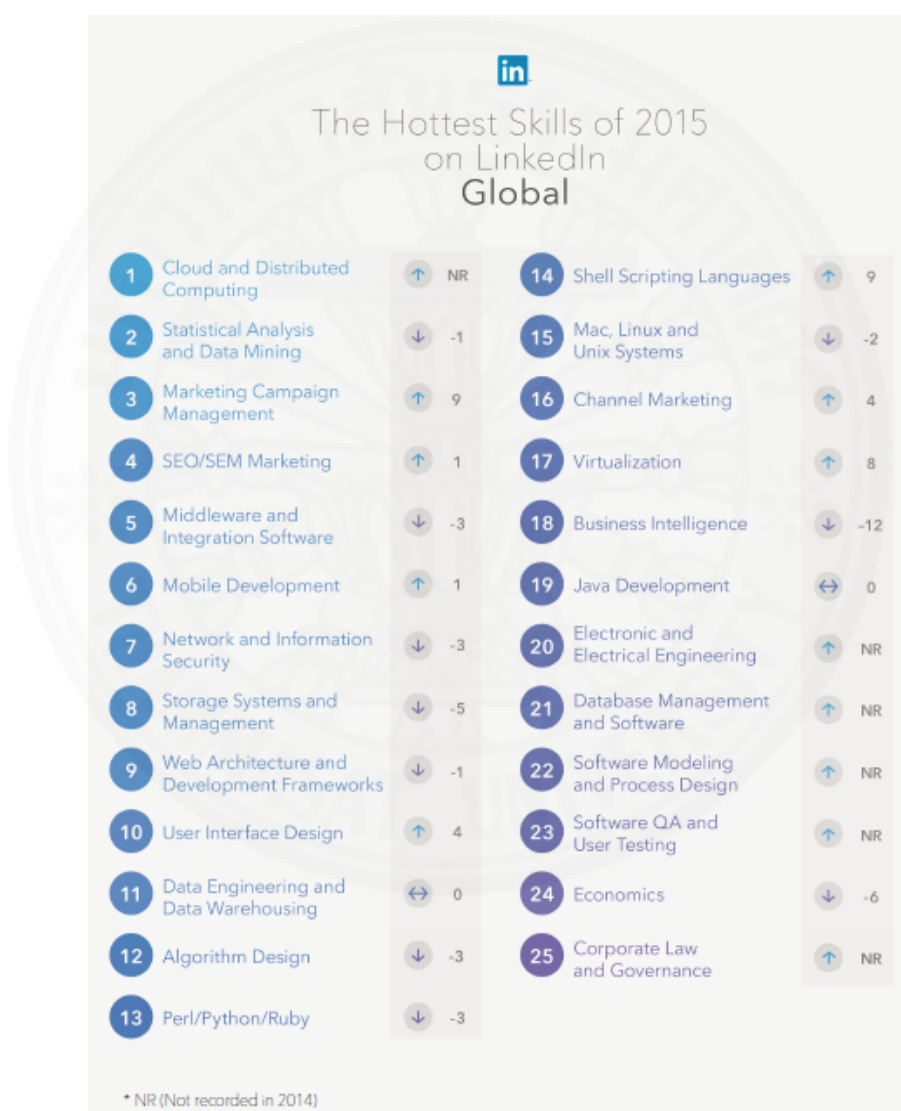 in
The Hottest Skills of 2015
on LinkedIn
Global
1 Cloud and Distributed
Computing ↑ NR
2 Statistical Analysis
and Data Mining ↓ -1
3 Marketing Campaign
Management ↑ 9
4 SEO/SEM Marketing ↑ 1
5 Middleware and
Integration Software ↓ -3
6 Mobile Development ↑ 1
7 Network and Information
Security ↓ -3
8 Storage Systems and
Management ↓ -5
9 Web Architecture and
Development Frameworks ↓ -1
10 User Interface Design ↑ 4
11 Data Engineering and
Data Warehousing ↔ 0
12 Algorithm Design ↓ -3
13 Perl/Python/Ruby ↓ -3
14 Shell Scripting Languages ↑ 9
15 Mac, Linux and
Unix Systems ↓ -2
16 Channel Marketing ↑ 4
17 Virtualization ↑ 8
18 Business Intelligence ↓ -12
19 Java Development ↔ 0
20 Electronic and
Electrical Engineering ↑ NR
21 Database Management
and Software ↑ NR
22 Software Modeling
and Process Design ↑ NR
23 Software QA and
User Testing ↑ NR
24 Economics ↓ -6
25 Corporate Law
and Governance ↑ NR
* NR (Not recorded in 2014)